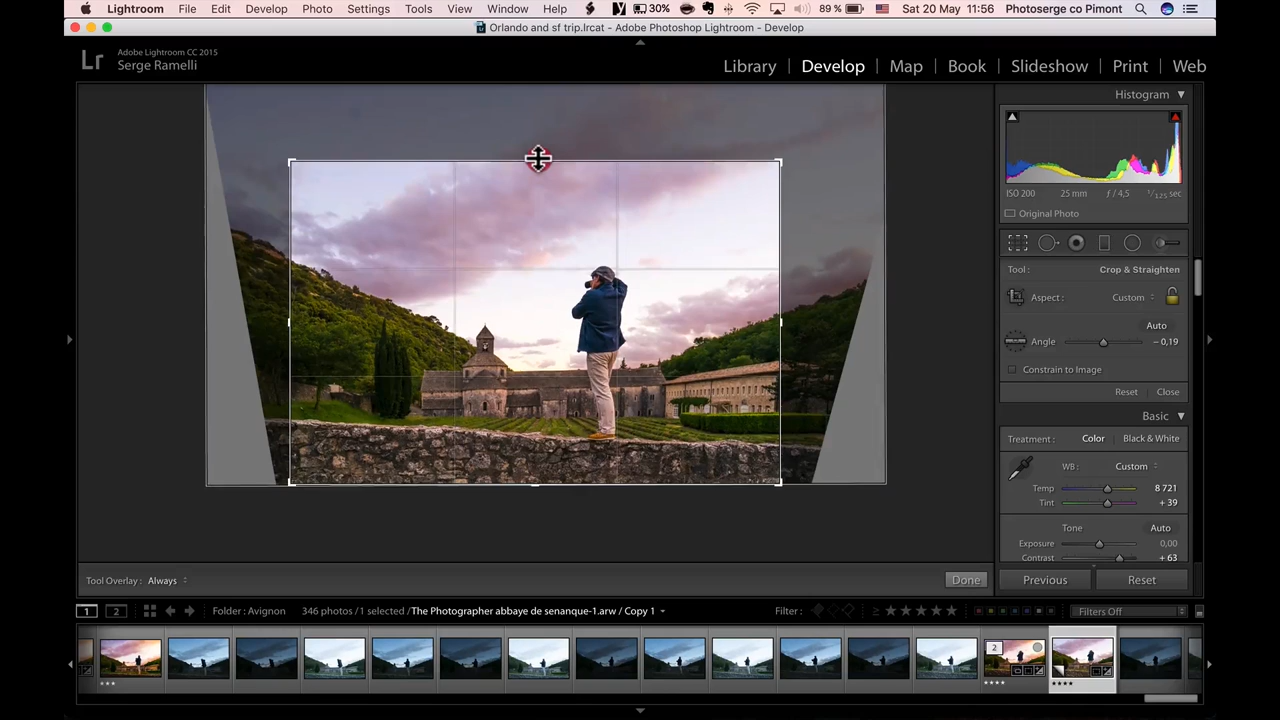 Lightroom File Edit Develop Photo Settings Tools View Window Help 30% 89 % Sat 20 May 11:56 Photoserge co Pimont
Orlando and sf trip.lrcat - Adobe Photoshop Lightroom - Develop
Lr Adobe Lightroom CC 2015
Serge Ramelli
Library | Develop | Map | Book | Slideshow | Print | Web
Histogram
ISO 200 25 mm ƒ / 4,5 1/125 sec
Original Photo
Tool : Crop & Straighten
Aspect : Custom
Auto
Angle − 0,19
Constrain to Image
Reset Close
Basic
Treatment : Color Black & White
WB : Custom
Temp 8 721
Tint + 39
Tone Auto
Exposure 0,00
Contrast + 63
Tool Overlay : Always Done Previous Reset
1 2 Folder : Avignon 346 photos / 1 selected / The Photographer abbaye de senanque-1.arw / Copy 1 Filter : Filters Off
2